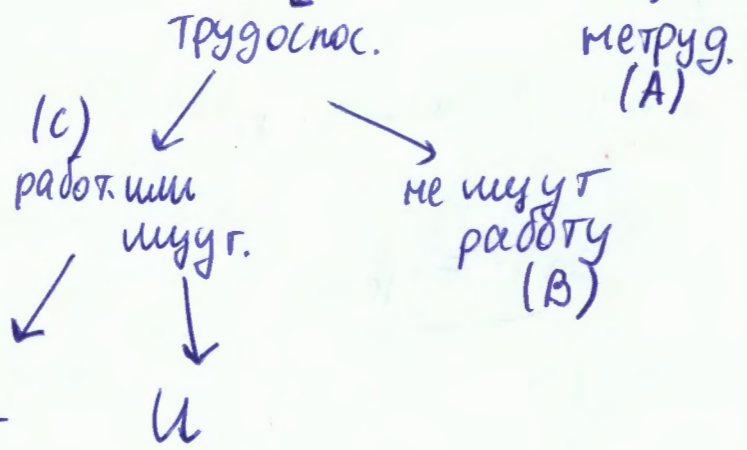 трудоспос.
нетруд.
(A)
(C)
работ. или
ищут.
не ищут
работу
(B)
U